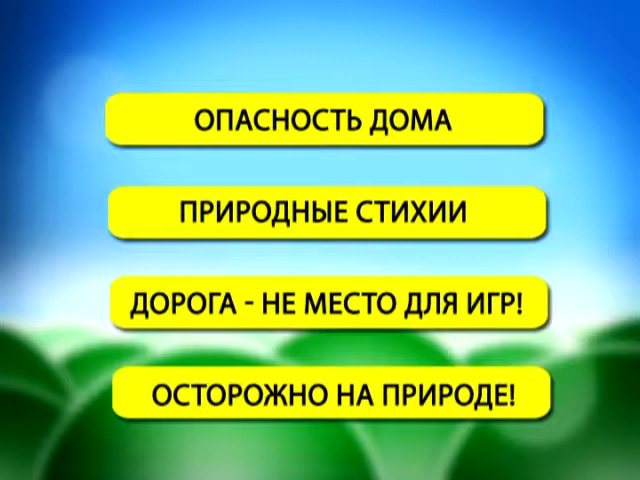 ОПАСНОСТЬ ДОМА
ПРИРОДНЫЕ СТИХИИ
ДОРОГА - НЕ МЕСТО ДЛЯ ИГР!
ОСТОРОЖНО НА ПРИРОДЕ!